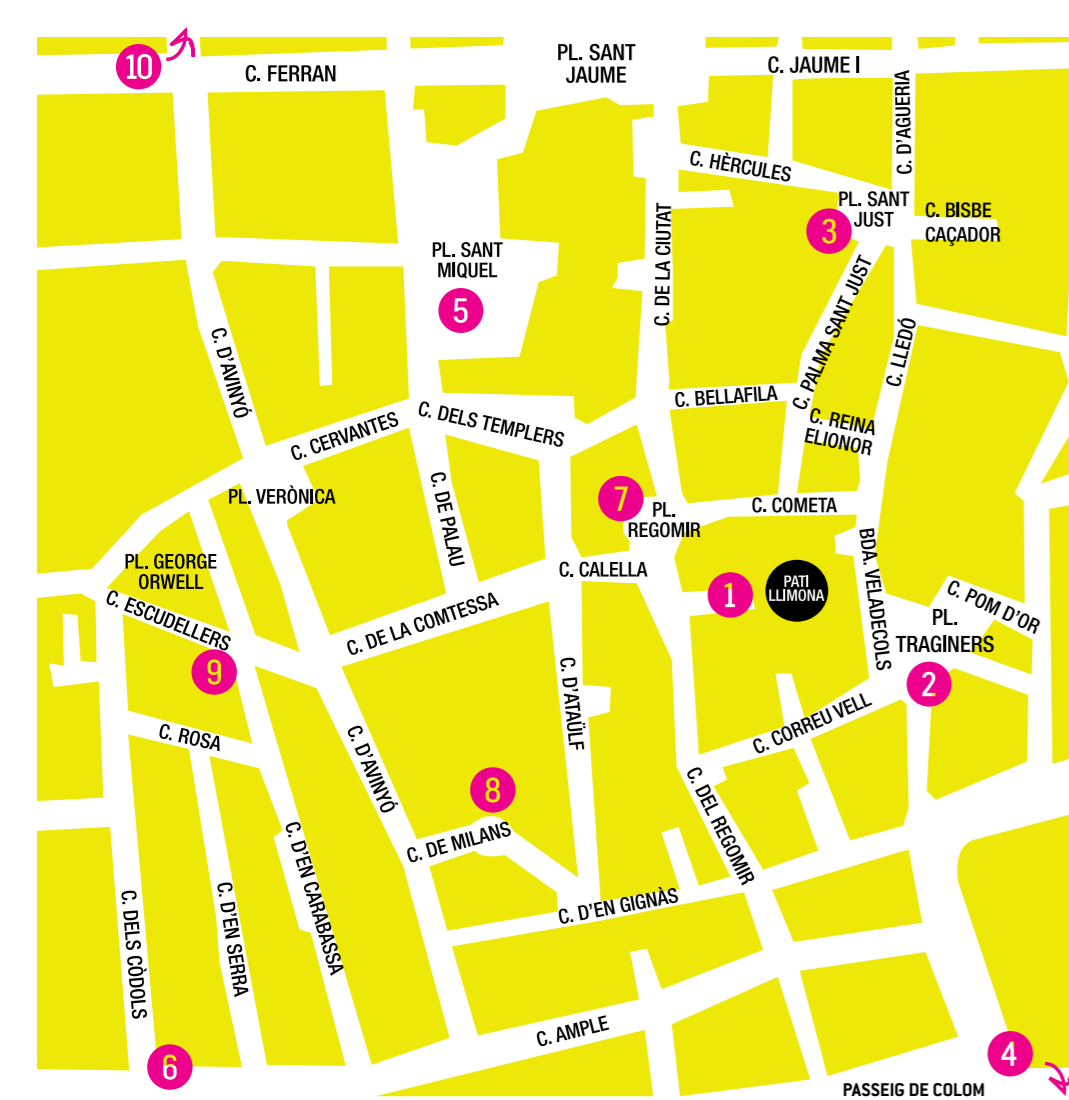 10
C. FERRAN
PL. SANT
JAUME
C. JAUME I
C. D'AGUERIA
C. HÈRCULES
PL. SANT
JUST
3
C. BISBE
CAÇADOR
C. DE LA CIUTAT
PL. SANT
MIQUEL
5
C. PALMA SANT JUST
C. LLEDÓ
C. D'AVINYÓ
C. BELLAFILA
C. CERVANTES
C. DELS TEMPLERS
C. REINA
ELIONOR
PL. VERÒNICA
C. DE PALAU
7
PL.
REGOMIR
C. COMETA
PL. GEORGE
ORWELL
C. CALELLA
1
PATI
LLIMONA
BDA. VELADECOLS
C. POM D'OR
C. ESCUDELLERS
C. DE LA COMTESSA
PL.
TRAGINERS
9
2
C. D'ATAÜLF
C. ROSA
C. CORREU VELL
C. D'AVINYÓ
8
C. DEL REGOMIR
C. DE MILANS
C. D'EN CARABASSA
C. D'EN GIGNÀS
C. DELS CÒDOLS
C. D'EN SERRA
C. AMPLE
6
4
PASSEIG DE COLOM